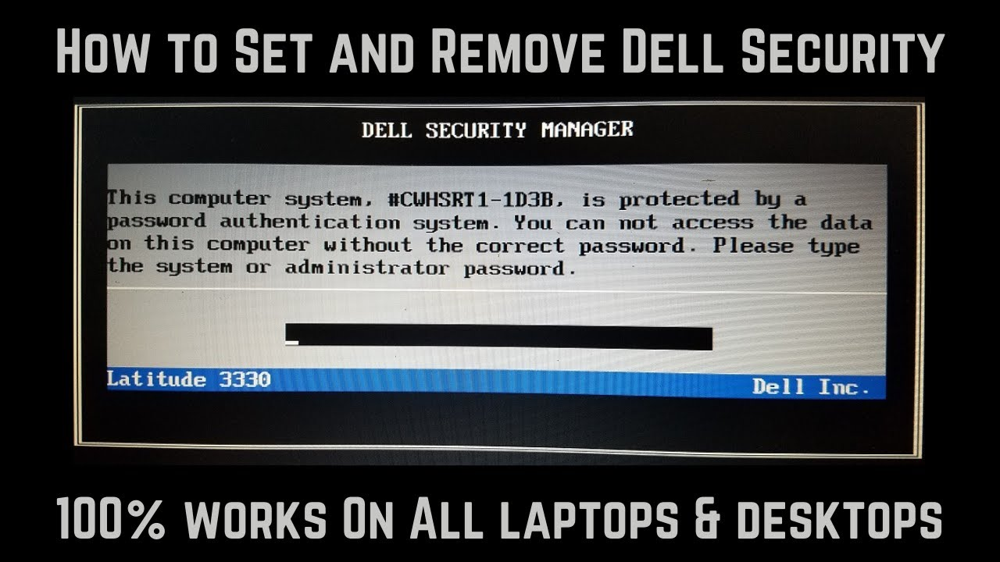 How to Set and Remove Dell Security
DELL SECURITY MANAGER
This computer system, #CWHSRT1-1D3B, is protected by a
password authentication system. You can not access the data
on this computer without the correct password. Please type
the system or administrator password.
Latitude 3330
Dell Inc.
100% works On All laptops & desktops